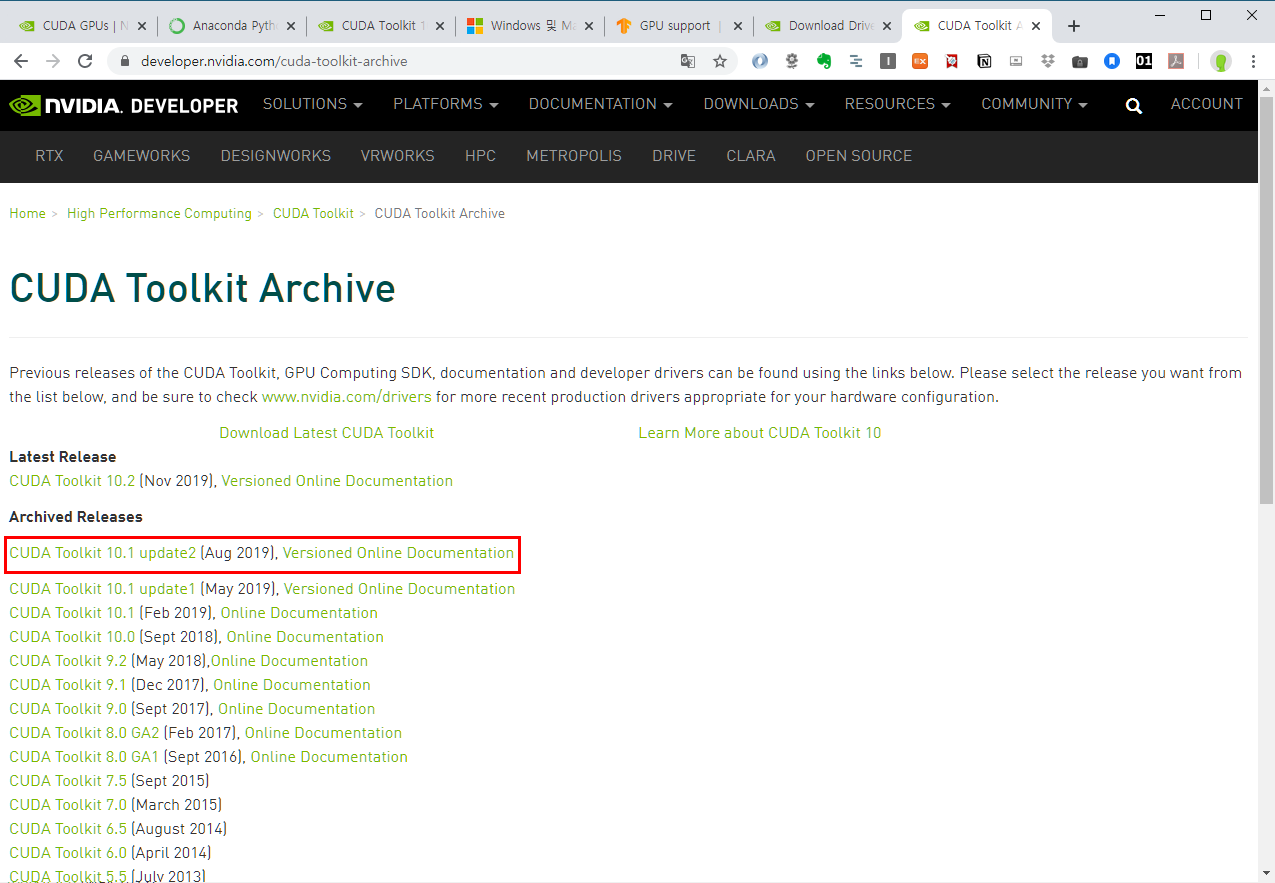 CUDA GPUs | N
Anaconda Pyth
CUDA Toolkit 1
Windows 및 Ma
GPU support |
Download Drive
CUDA Toolkit A
developer.nvidia.com/cuda-toolkit-archive
EX
01
NVIDIA. DEVELOPER SOLUTIONS PLATFORMS DOCUMENTATION DOWNLOADS RESOURCES COMMUNITY ACCOUNT
RTX GAMEWORKS DESIGNWORKS VRWORKS HPC METROPOLIS DRIVE CLARA OPEN SOURCE
Home > High Performance Computing > CUDA Toolkit > CUDA Toolkit Archive
CUDA Toolkit Archive
Previous releases of the CUDA Toolkit, GPU Computing SDK, documentation and developer drivers can be found using the links below. Please select the release you want from
the list below, and be sure to check www.nvidia.com/drivers for more recent production drivers appropriate for your hardware configuration.
Download Latest CUDA Toolkit Learn More about CUDA Toolkit 10
Latest Release
CUDA Toolkit 10.2 (Nov 2019), Versioned Online Documentation
Archived Releases
CUDA Toolkit 10.1 update2 (Aug 2019), Versioned Online Documentation
CUDA Toolkit 10.1 update1 (May 2019), Versioned Online Documentation
CUDA Toolkit 10.1 (Feb 2019), Online Documentation
CUDA Toolkit 10.0 (Sept 2018), Online Documentation
CUDA Toolkit 9.2 (May 2018),Online Documentation
CUDA Toolkit 9.1 (Dec 2017), Online Documentation
CUDA Toolkit 9.0 (Sept 2017), Online Documentation
CUDA Toolkit 8.0 GA2 (Feb 2017), Online Documentation
CUDA Toolkit 8.0 GA1 (Sept 2016), Online Documentation
CUDA Toolkit 7.5 (Sept 2015)
CUDA Toolkit 7.0 (March 2015)
CUDA Toolkit 6.5 (August 2014)
CUDA Toolkit 6.0 (April 2014)
CUDA Toolkit 5.5 (July 2013)